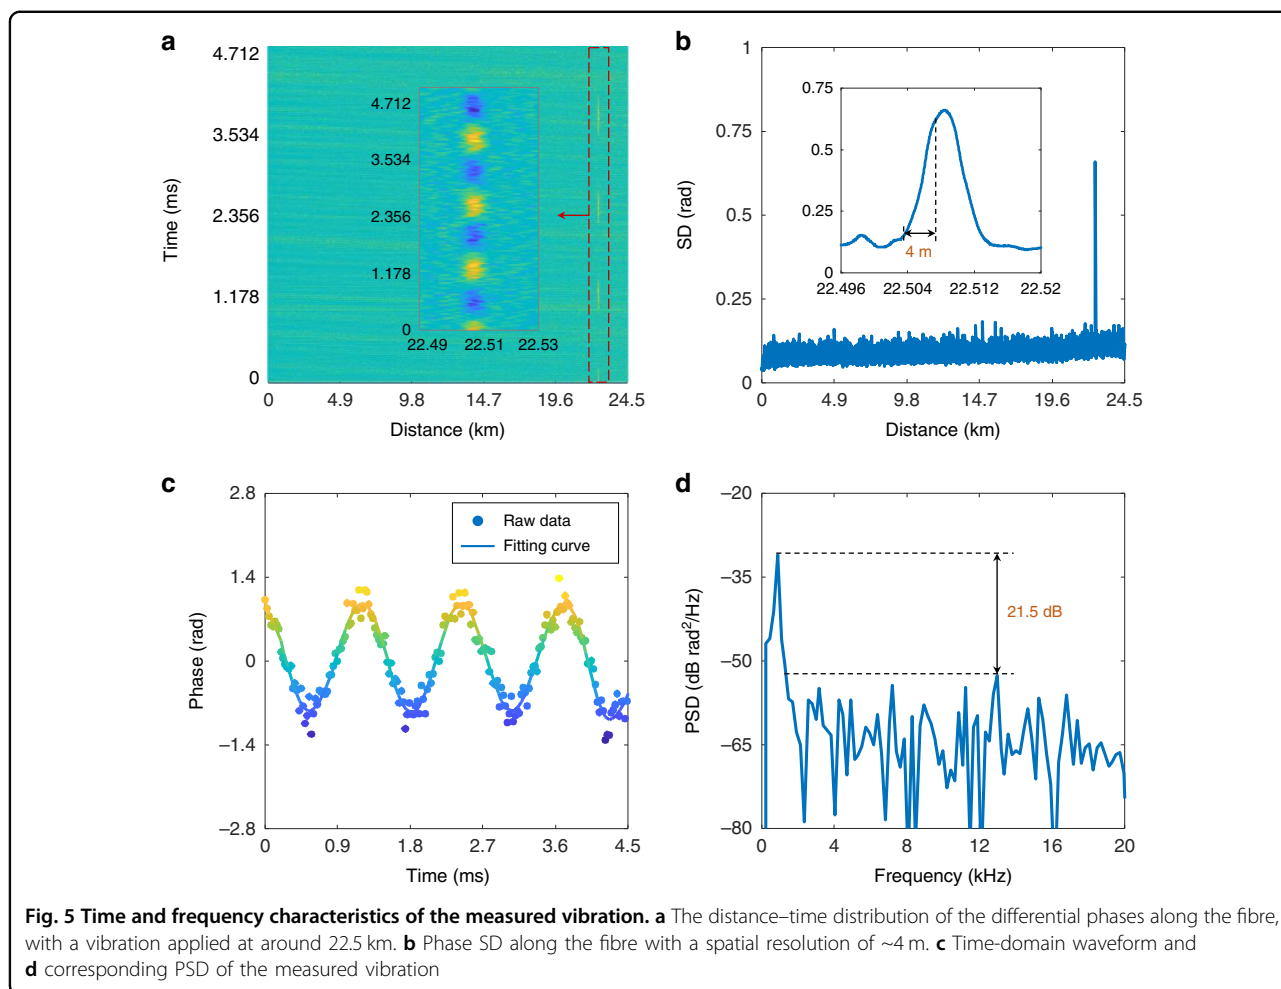 a
4.712
3.534
2.356
1.178
0
Time (ms)
4.712
3.534
2.356
1.178
0
22.49 22.51 22.53
0 4.9 9.8 14.7 19.6 24.5
Distance (km)
b
1
0.75
0.5
0.25
0
SD (rad)
0.75
0.5
0.25
0
4 m
22.496 22.504 22.512 22.52
0 4.9 9.8 14.7 19.6 24.5
Distance (km)
c
2.8
1.4
0
−1.4
−2.8
Phase (rad)
Raw data
Fitting curve
0 0.9 1.8 2.7 3.6 4.5
Time (ms)
d
−20
−35
−50
−65
−80
PSD (dB rad²/Hz)
21.5 dB
0 4 8 12 16 20
Frequency (kHz)
Fig. 5 Time and frequency characteristics of the measured vibration. a The distance–time distribution of the differential phases along the fibre,
with a vibration applied at around 22.5 km. b Phase SD along the fibre with a spatial resolution of ~4 m. c Time-domain waveform and
d corresponding PSD of the measured vibration